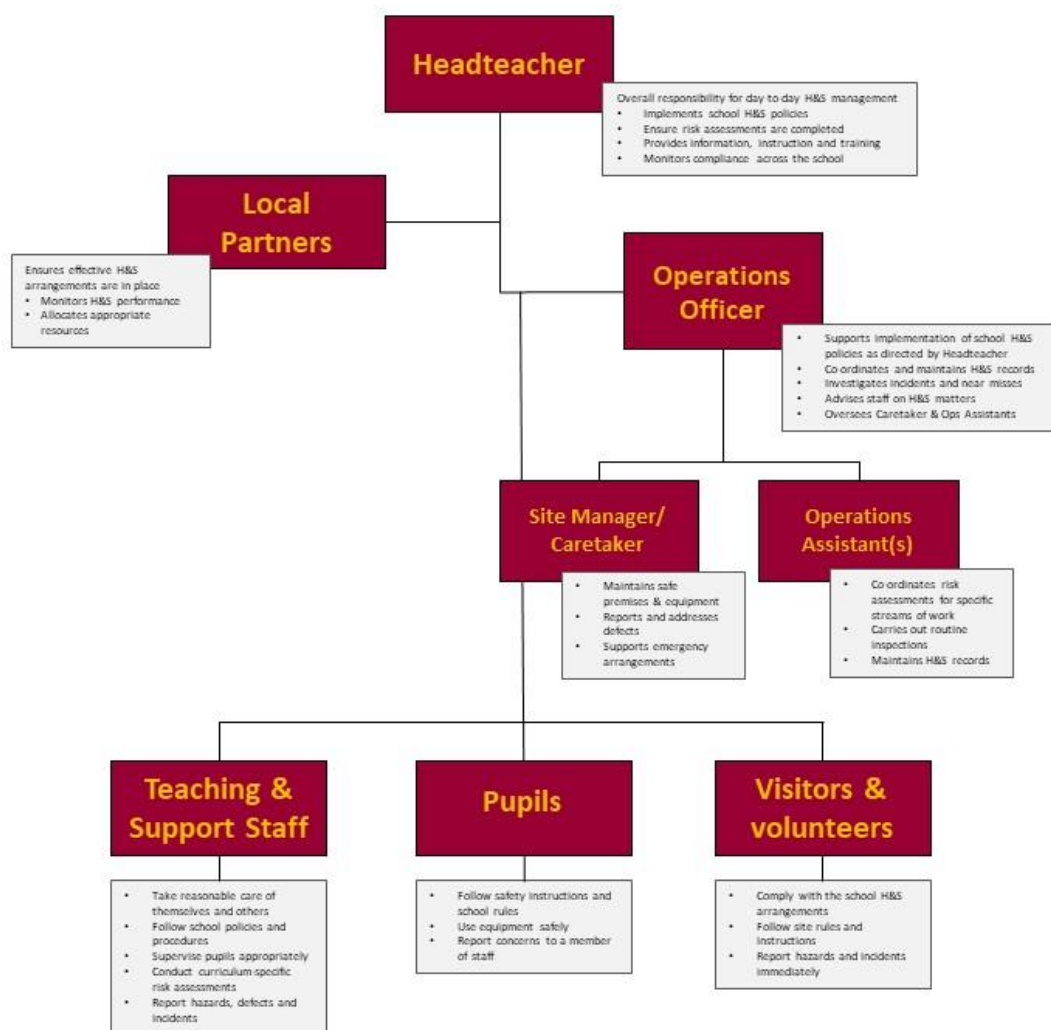 Headteacher
Overall responsibility for day to day H&S management
• Implements school H&S policies
• Ensure risk assessments are completed
• Provides information, instruction and training
• Monitors compliance across the school
Local
Partners
Ensures effective H&S
arrangements are in place
• Monitors H&S performance
• Allocates appropriate
resources
Operations
Officer
• Supports implementation of school H&S
policies as directed by Headteacher
• Co ordinates and maintains H&S records
• Investigates incidents and near misses
• Advises staff on H&S matters
• Oversees Caretaker & Ops Assistants
Site Manager/
Caretaker
• Maintains safe
premises & equipment
• Reports and addresses
defects
• Supports emergency
arrangements
Operations
Assistant(s)
• Co ordinates risk
assessments for specific
streams of work
• Carries out routine
inspections
• Maintains H&S records
Teaching &
Support Staff
• Take reasonable care of
themselves and others
• Follow school policies and
procedures
• Supervise pupils appropriately
• Conduct curriculum specific
risk assessments
• Report hazards, defects and
incidents
Pupils
• Follow safety instructions and
school rules
• Use equipment safely
• Report concerns to a member
of staff
Visitors &
volunteers
• Comply with the school H&S
arrangements
• Follow site rules and
instructions
• Report hazards and incidents
immediately